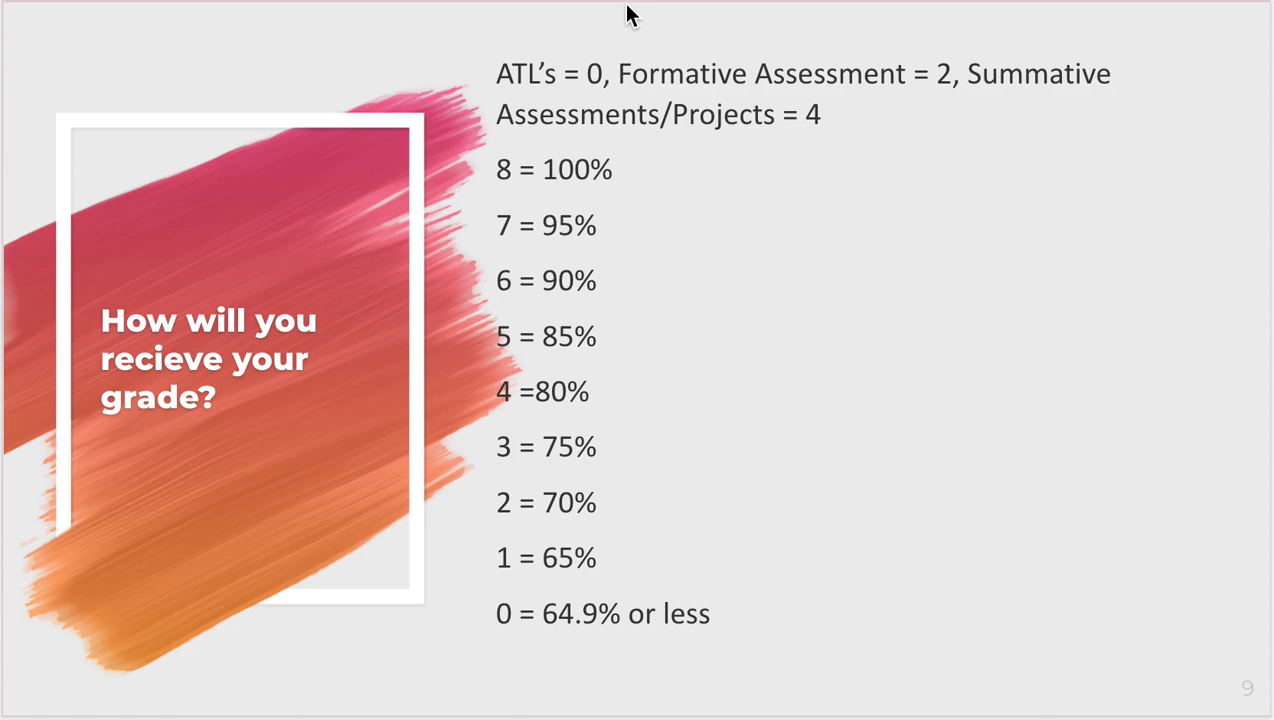 ATL’s = 0, Formative Assessment = 2, Summative
Assessments/Projects = 4
8 = 100%
7 = 95%
6 = 90%
5 = 85%
4 =80%
3 = 75%
2 = 70%
1 = 65%
0 = 64.9% or less
How will you
recieve your
grade?
9